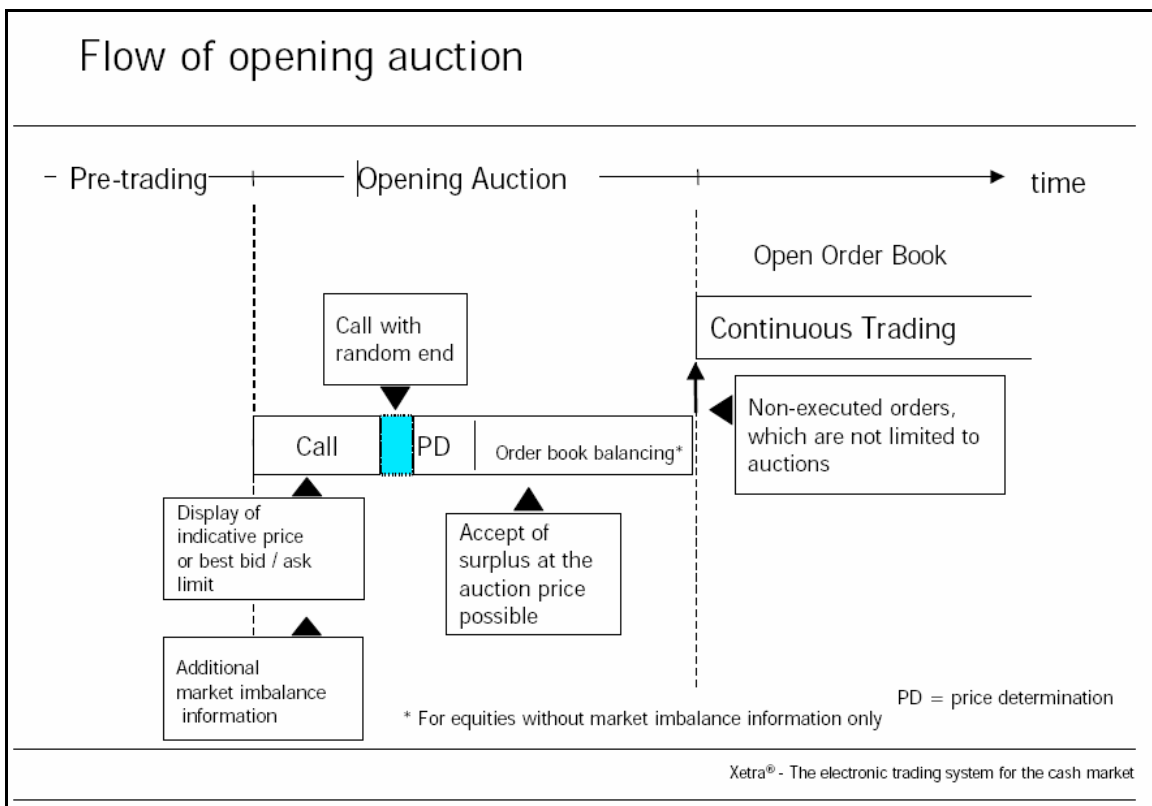 Flow of opening auction
Pre-trading
Opening Auction
time
Open Order Book
Continuous Trading
Call with
random end
Call
PD
Order book balancing*
Non-executed orders,
which are not limited to
auctions
Display of
indicative price
or best bid / ask
limit
Accept of
surplus at the
auction price
possible
Additional
market imbalance
information
* For equities without market imbalance information only
PD = price determination
Xetra® - The electronic trading system for the cash market